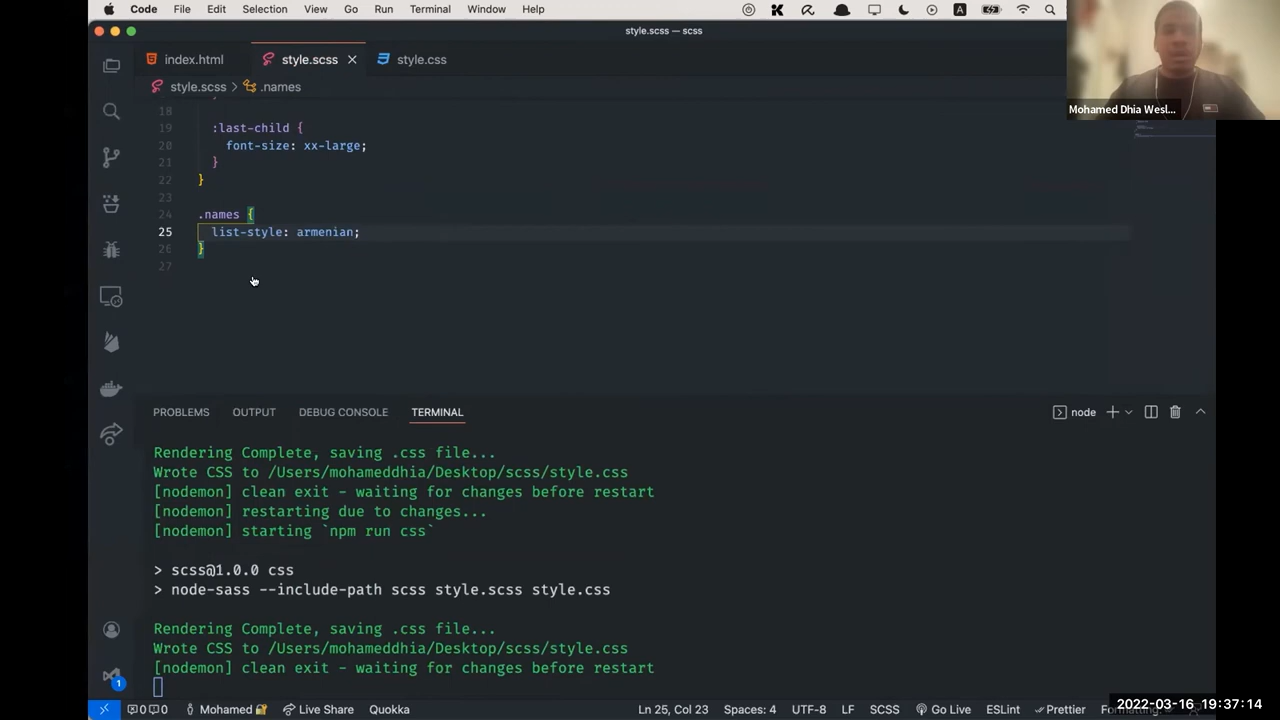 Code File Edit Selection View Go Run Terminal Window Help
style.scss — scss
index.html style.scss style.css
style.scss > .names
Mohamed Dhia Wesl...
18
19 :last-child {
20 font-size: xx-large;
21 }
22 }
23
24 .names {
25 list-style: armenian;
26 }
27
PROBLEMS OUTPUT DEBUG CONSOLE TERMINAL node
Rendering Complete, saving .css file...
Wrote CSS to /Users/mohameddhia/Desktop/scss/style.css
[nodemon] clean exit - waiting for changes before restart
[nodemon] restarting due to changes...
[nodemon] starting `npm run css`
> scss@1.0.0 css
> node-sass --include-path scss style.scss style.css
Rendering Complete, saving .css file...
Wrote CSS to /Users/mohameddhia/Desktop/scss/style.css
[nodemon] clean exit - waiting for changes before restart
1
0 0 Mohamed Live Share Quokka Ln 25, Col 23 Spaces: 4 UTF-8 LF SCSS Go Live ESLint Prettier Formatting:
2022-03-16 19:37:14